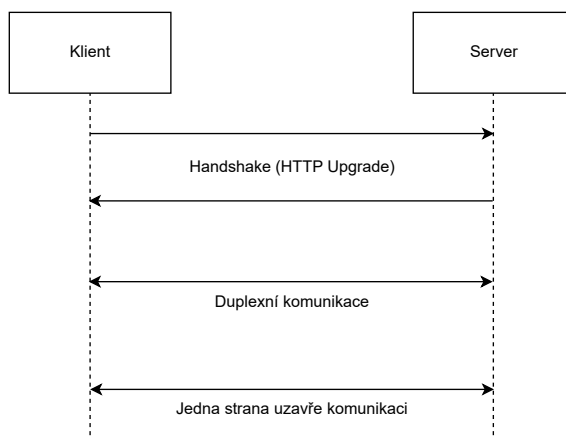 Klient
Server
Handshake (HTTP Upgrade)
Duplexní komunikace
Jedna strana uzavře komunikaci